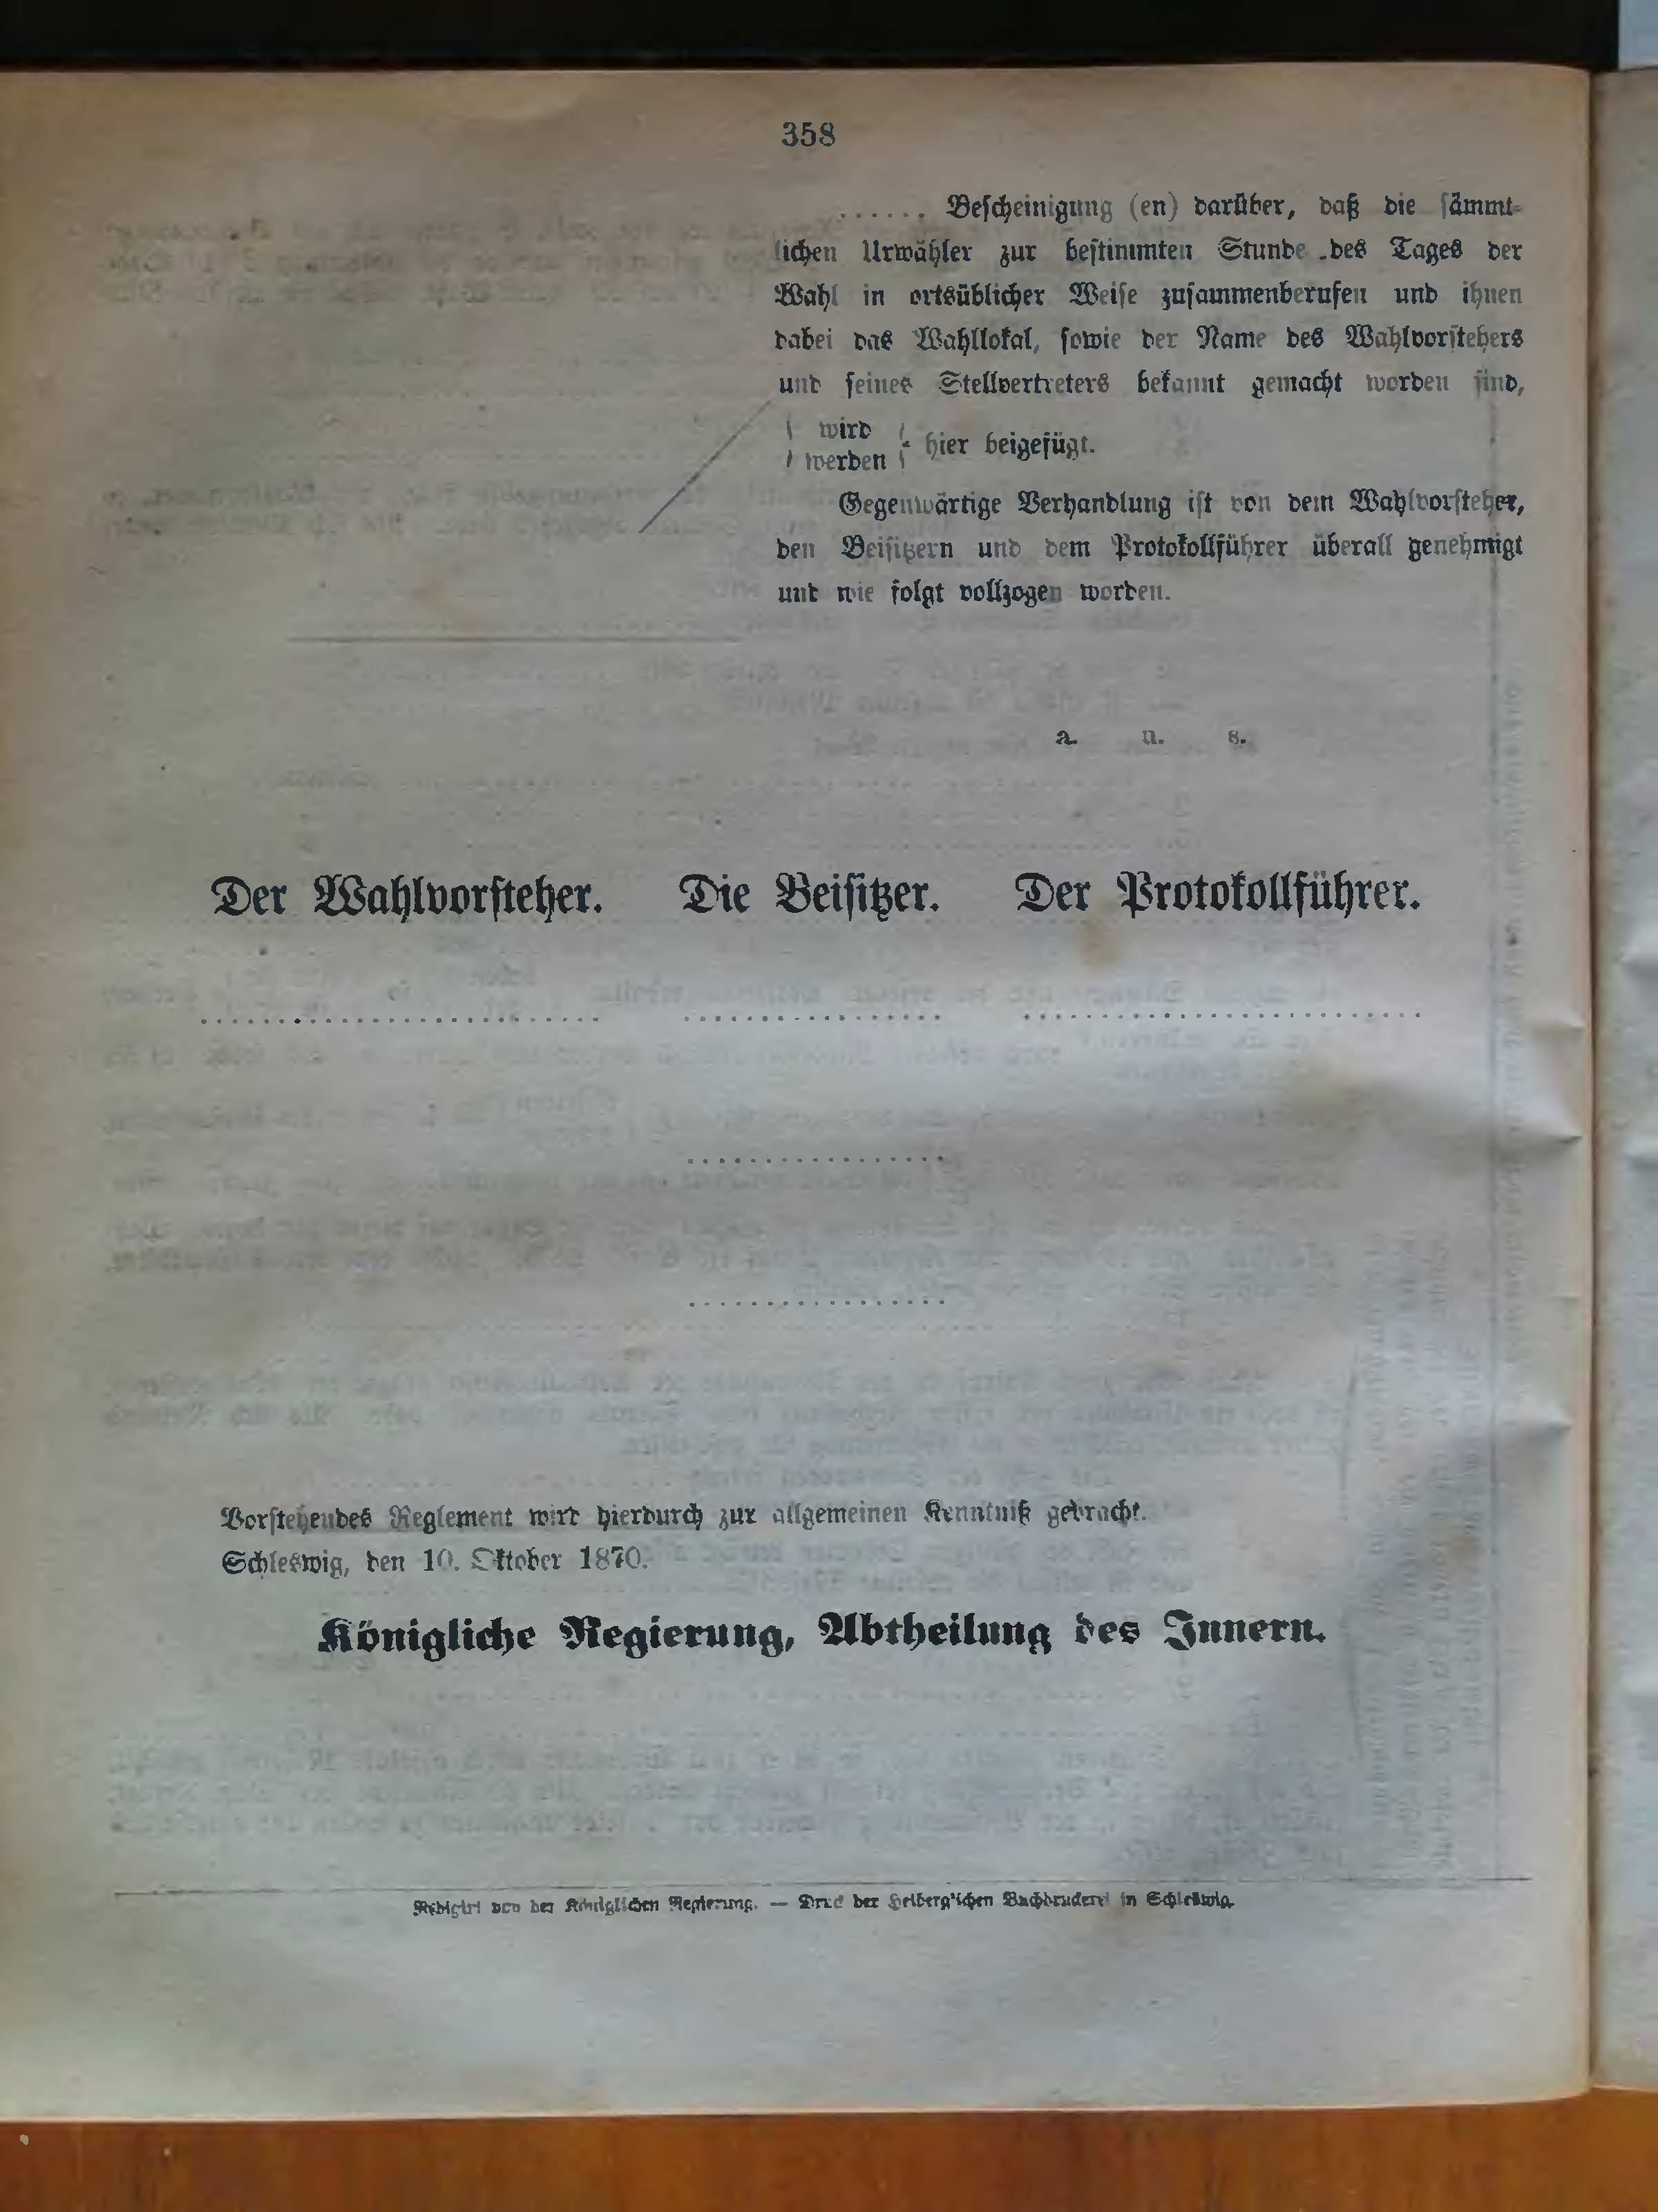 358
...... Bescheinigung (en) darüber, daß die sämmt-
lichen Urwähler zur bestimmten Stunde des Tages der
Wahl in ortsüblicher Weise zusammenberufen und ihnen
dabei das Wahllokal, sowie der Name des Wahlvorstehers
und seines Stellvertreters bekannt gemacht worden sind,
wird
werden
hier beigefügt.
Gegenwärtige Verhandlung ist von dem Wahlvorsteher,
den Beisitzern und dem Protokollführer überall genehmigt
und wie folgt vollzogen worden.
a. u. s.
Der Wahlvorsteher. Die Beisitzer. Der Protokollführer.
Vorstehendes Reglement wird hierdurch zur allgemeinen Kenntniß gebracht.
Schleswig, den 10. Oktober 1870.
Königliche Regierung, Abtheilung des Innern.
Redigirt von der Königlichen Regierung. — Druck der Helberg'schen Buchdruckerei in Schleswig.